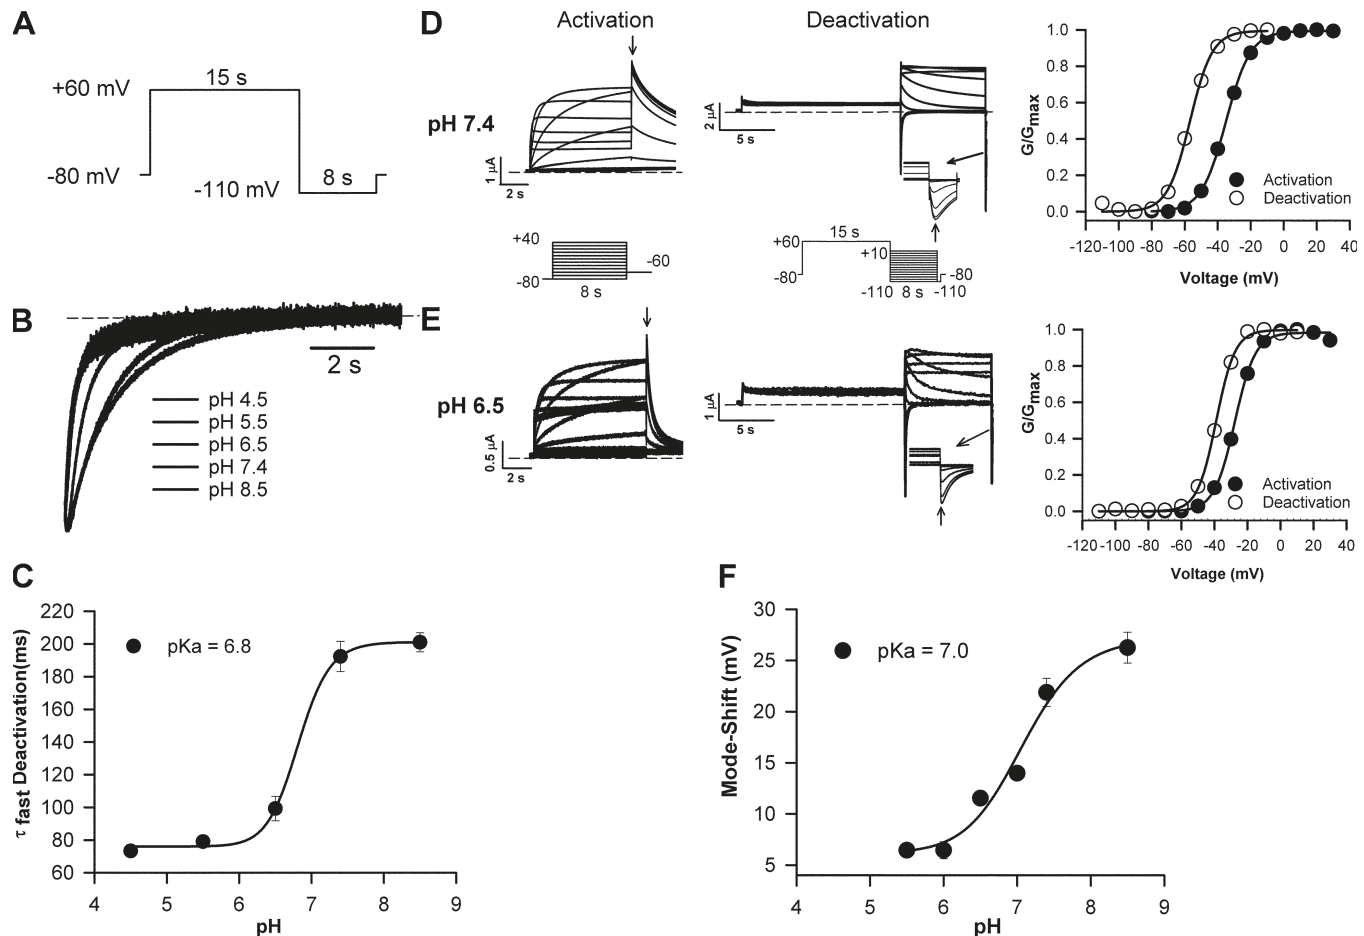 A
15 s
+60 mV
-80 mV
-110 mV
8 s
B
2 s
pH 4.5
pH 5.5
pH 6.5
pH 7.4
pH 8.5
C
220
200
180
160
140
120
100
80
60
τ fast Deactivation(ms)
pKa = 6.8
4 5 6 7 8 9
pH
D
Activation
Deactivation
pH 7.4
1 µA
2 s
2 µA
5 s
+40
-80
-60
8 s
15 s
+60
+10
-80
-80
-110
8 s
-110
1.0
0.8
0.6
0.4
0.2
0.0
G/Gmax
Activation
Deactivation
-120 -100 -80 -60 -40 -20 0 20 40
Voltage (mV)
E
pH 6.5
0.5 µA
2 s
1 µA
5 s
1.0
0.8
0.6
0.4
0.2
0.0
G/Gmax
Activation
Deactivation
-120 -100 -80 -60 -40 -20 0 20 40
Voltage (mV)
F
30
25
20
15
10
5
Mode-Shift (mV)
pKa = 7.0
4 5 6 7 8 9
pH